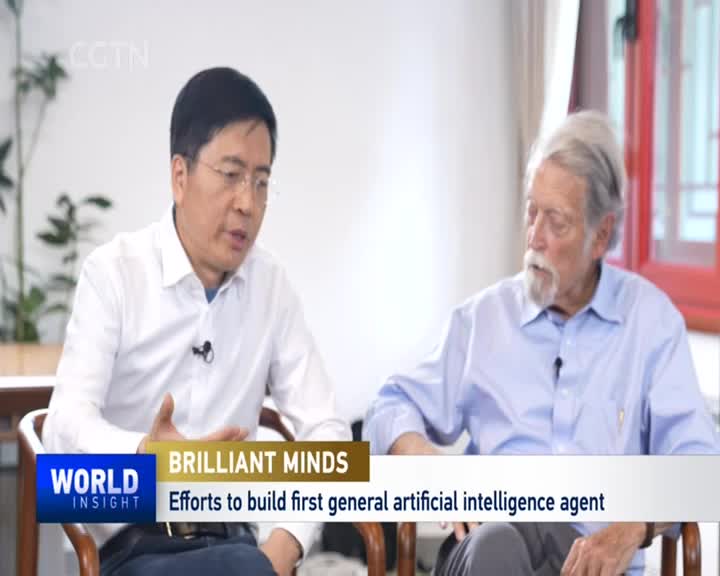 CGTN
BRILLIANT MINDS
WORLD
INSIGHT
Efforts to build first general artificial intelligence agent